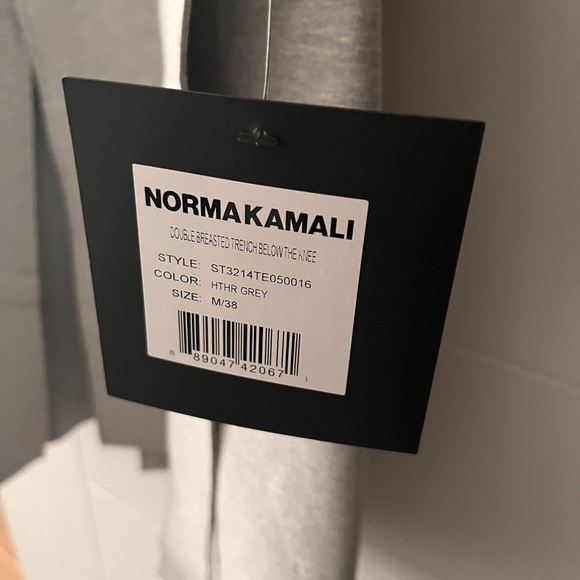 NORMAKAMALI
DOUBLE BREASTED TRENCH BELOW THE KNEE
STYLE: ST3214TE050016
COLOR: HTHR GREY
SIZE: M/38
8 89047 42067 1